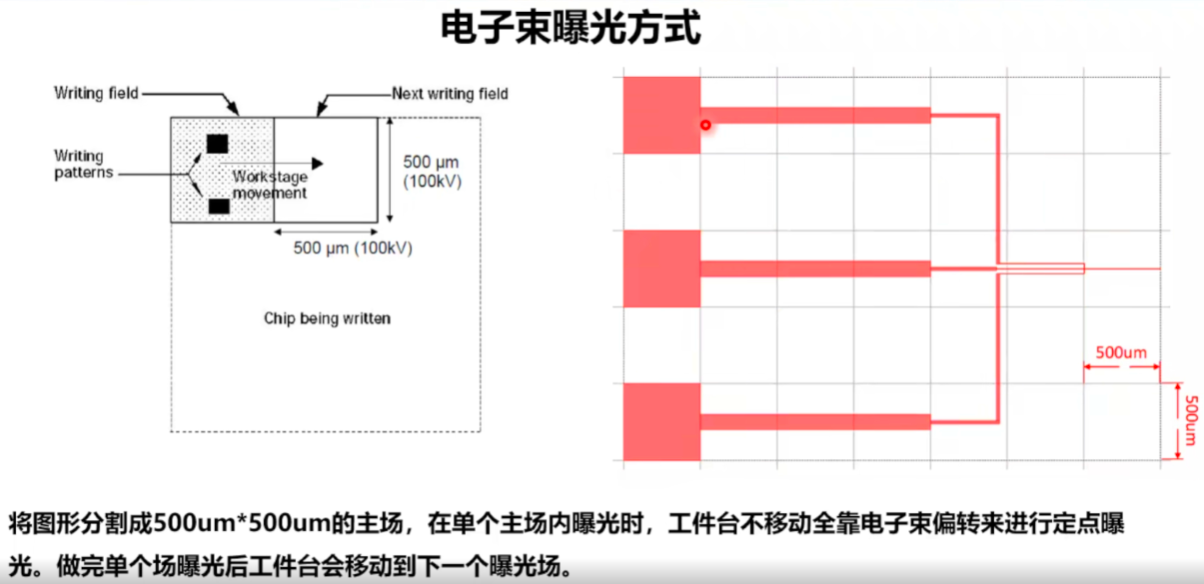 电子束曝光方式
Writing field
Next writing field
Writing
patterns
Workstage
movement
500 µm
(100kV)
500 µm (100kV)
Chip being written
500um
500um
将图形分割成500um*500um的主场，在单个主场内曝光时，工件台不移动全靠电子束偏转来进行定点曝
光。做完单个场曝光后工件台会移动到下一个曝光场。